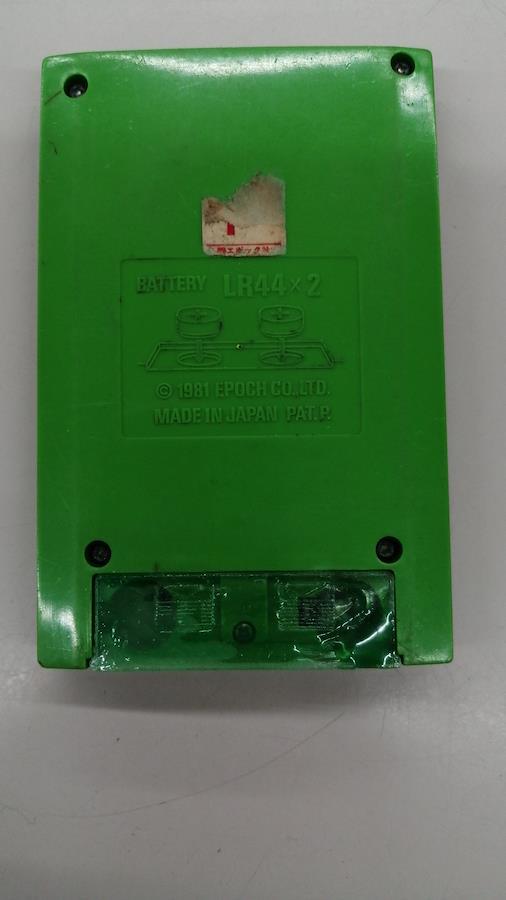 BATTERY LR44×2
© 1981 EPOCH CO.,LTD.
MADE IN JAPAN PAT.P.